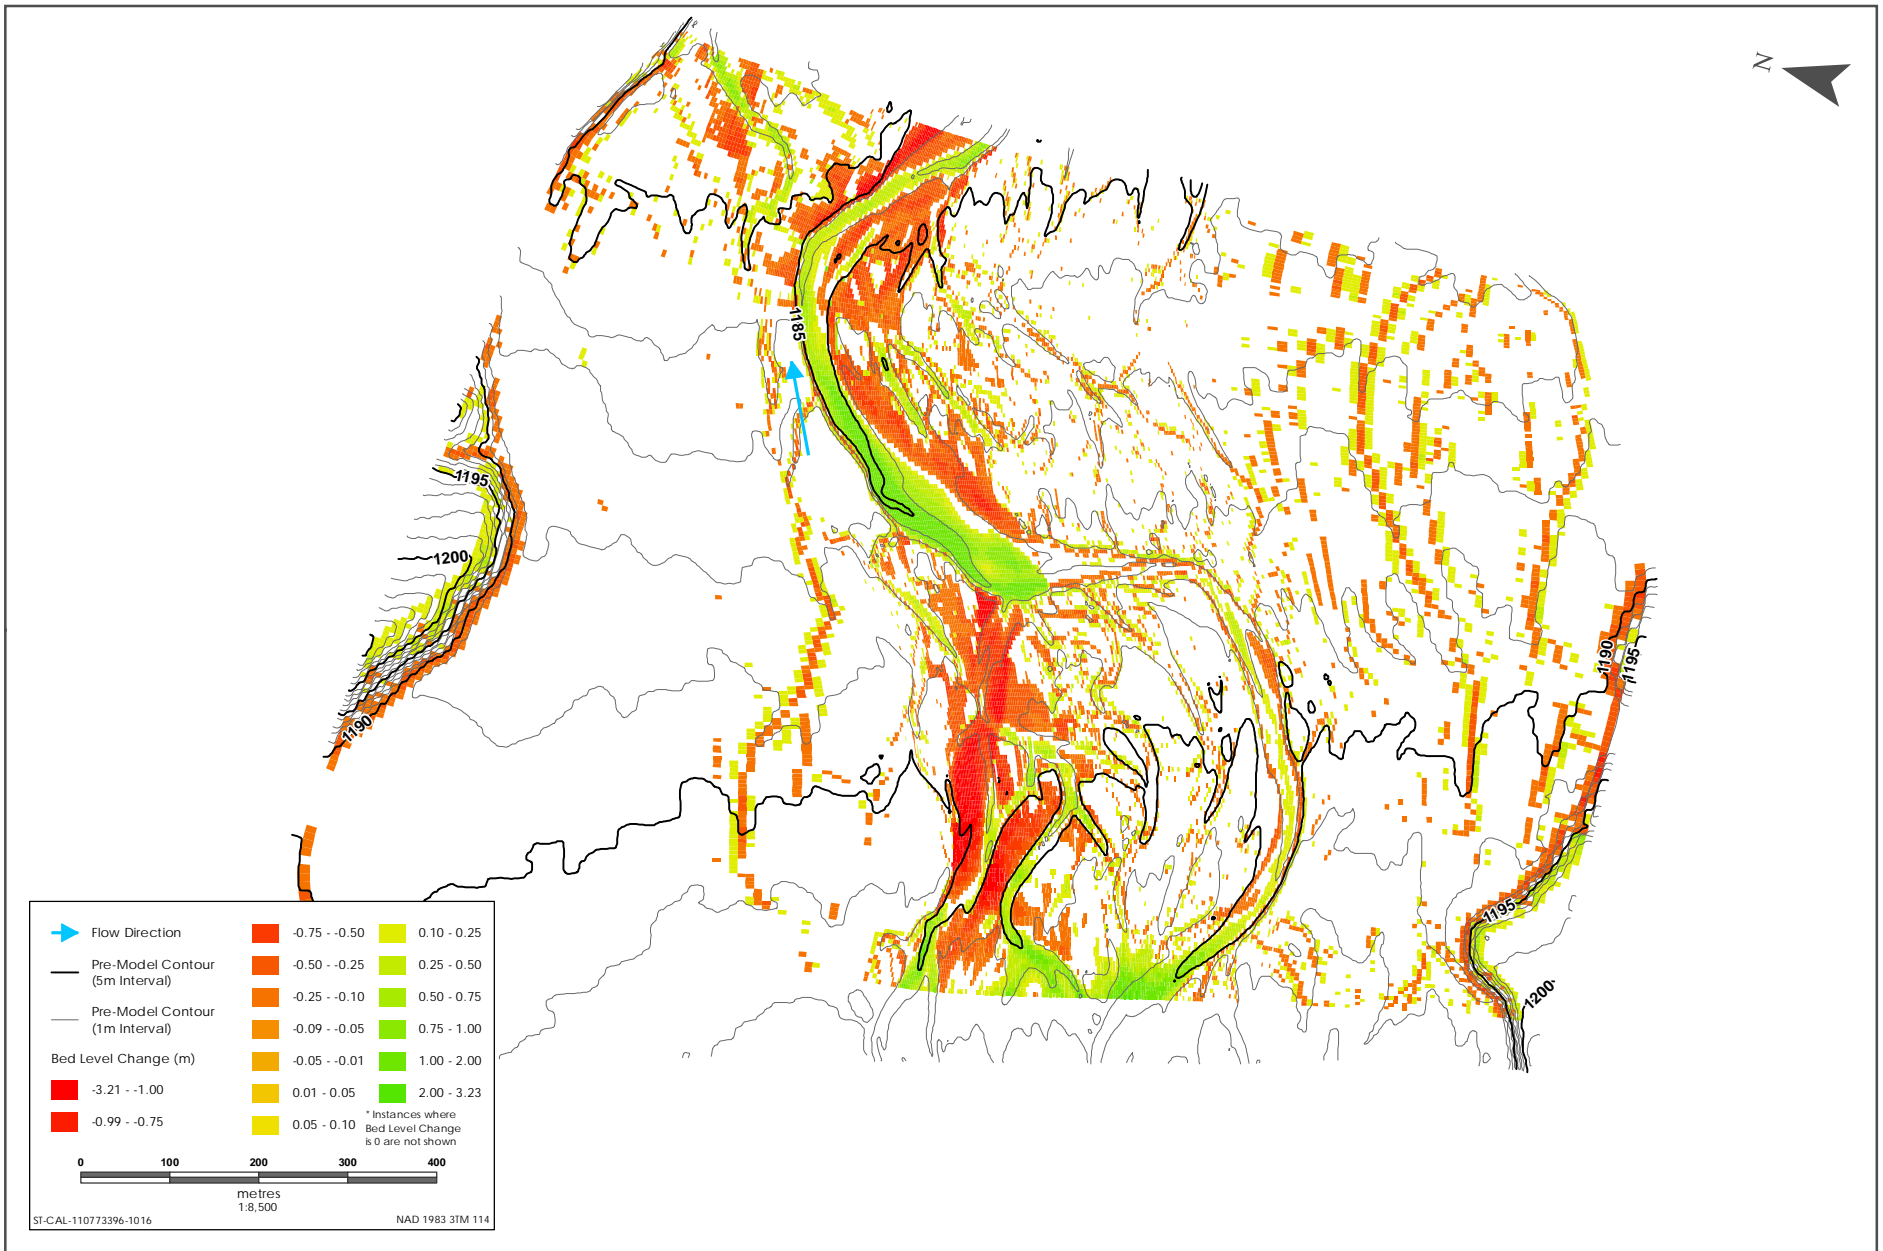 N
1185
1195
1200
1190
1190
1195
1195
1200
Flow Direction
Pre-Model Contour
(5m Interval)
Pre-Model Contour
(1m Interval)
Bed Level Change (m)
-3.21 - -1.00
-0.99 - -0.75
-0.75 - -0.50
-0.50 - -0.25
-0.25 - -0.10
-0.09 - -0.05
-0.05 - -0.01
0.01 - 0.05
0.05 - 0.10
0.10 - 0.25
0.25 - 0.50
0.50 - 0.75
0.75 - 1.00
1.00 - 2.00
2.00 - 3.23
* Instances where
Bed Level Change
is 0 are not shown
0 100 200 300 400
metres
1:8,500
ST-CAL-110773396-1016
NAD 1983 3TM 114